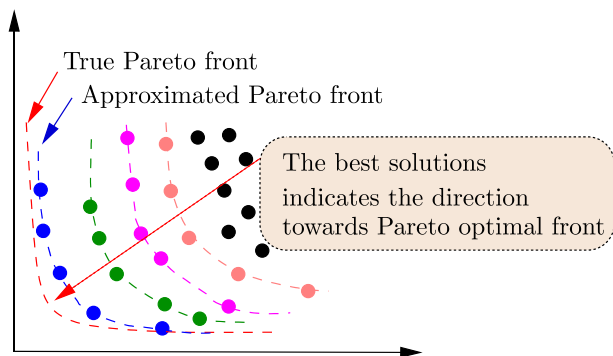 True Pareto front
Approximated Pareto front
The best solutions
indicates the direction
towards Pareto optimal front